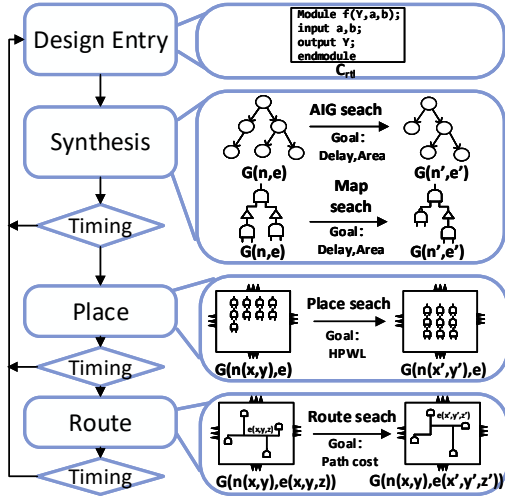 Design Entry
Module f(Y,a,b);
input a,b;
output Y;
endmodule
Crtl
Synthesis
AIG seach
Goal:
Delay,Area
G(n,e)
G(n’,e’)
Map
seach
Goal:
Delay,Area
G(n,e)
G(n’,e’)
Timing
Place
Place seach
Goal:
HPWL
G(n(x,y),e)
G(n(x’,y’),e)
Timing
Route
e(x,y,z)
Route seach
Goal:
Path cost
e(x’,y’,z’)
G(n(x,y),e(x,y,z))
G(n(x,y),e(x’,y’,z’))
Timing